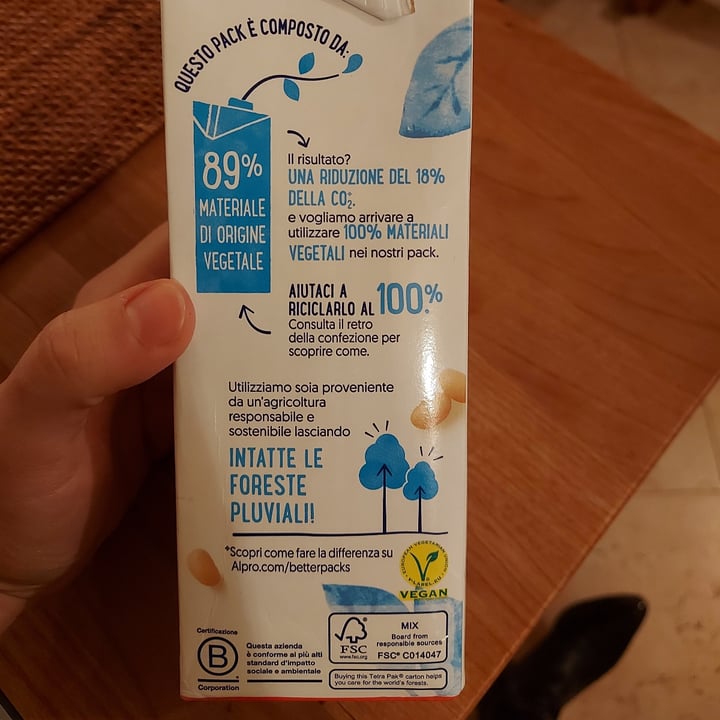 QUESTO PACK È COMPOSTO DA:
89%
MATERIALE
DI ORIGINE
VEGETALE
Il risultato?
UNA RIDUZIONE DEL 18%
DELLA CO₂*.
e vogliamo arrivare a
utilizzare 100% MATERIALI
VEGETALI nei nostri pack.
AIUTACI A
RICICLARLO AL 100%.
Consulta il retro
della confezione per
scoprire come.
Utilizziamo soia proveniente
da un'agricoltura
responsabile e
sostenibile lasciando
INTATTE LE
FORESTE
PLUVIALI!
*Scopri come fare la differenza su
Alpro.com/betterpacks
EUROPEAN VEGETARIAN UNION
V-LABEL.EU
VEGAN
Certificazione
B
Corporation
Questa azienda
è conforme ai più alti
standard d'impatto
sociale e ambientale
FSC
www.fsc.org
MIX
Board from
responsible sources
FSC® C014047
Buying this Tetra Pak® carton helps
you care for the world's forests.